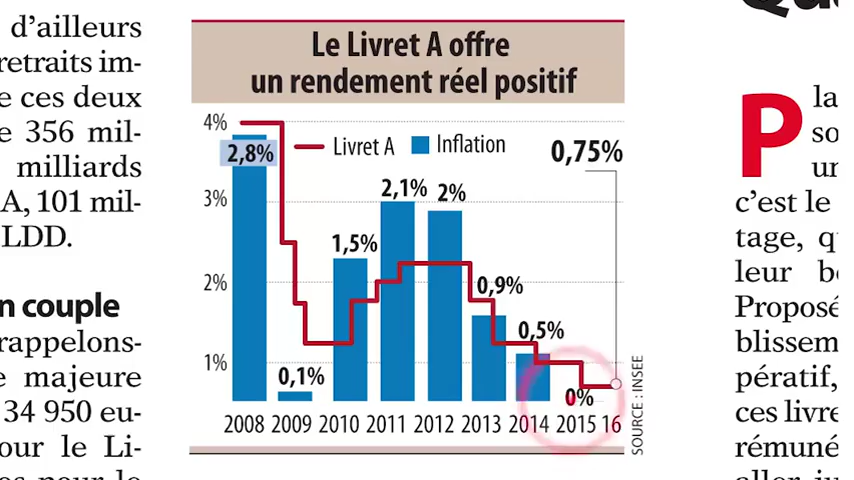 d'ailleurs
retraits im-
e ces deux
e 356 mil-
milliards
A, 101 mil-
LDD.
n couple
rappelons-
e majeure
34 950 eu-
our le Li-
Le Livret A offre
un rendement réel positif
4%
3%
2%
1%
Livret A
Inflation
0,75%
2,8%
0,1%
1,5%
2,1%
2%
0,9%
0,5%
0%
2008 2009 2010 2011 2012 2013 2014 2015 16
SOURCE : INSEE
P
la
so
un
c'est le
tage, q
leur b
Proposé
blissem
pératif,
ces livre
rémuné